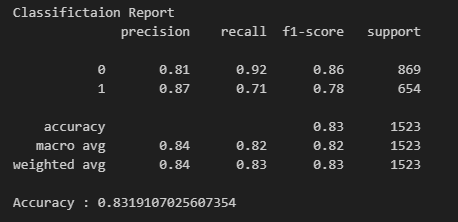 Classifictaion Report
precision recall f1-score support
0 0.81 0.92 0.86 869
1 0.87 0.71 0.78 654
accuracy 0.83 1523
macro avg 0.84 0.82 0.82 1523
weighted avg 0.84 0.83 0.83 1523
Accuracy : 0.8319107025607354